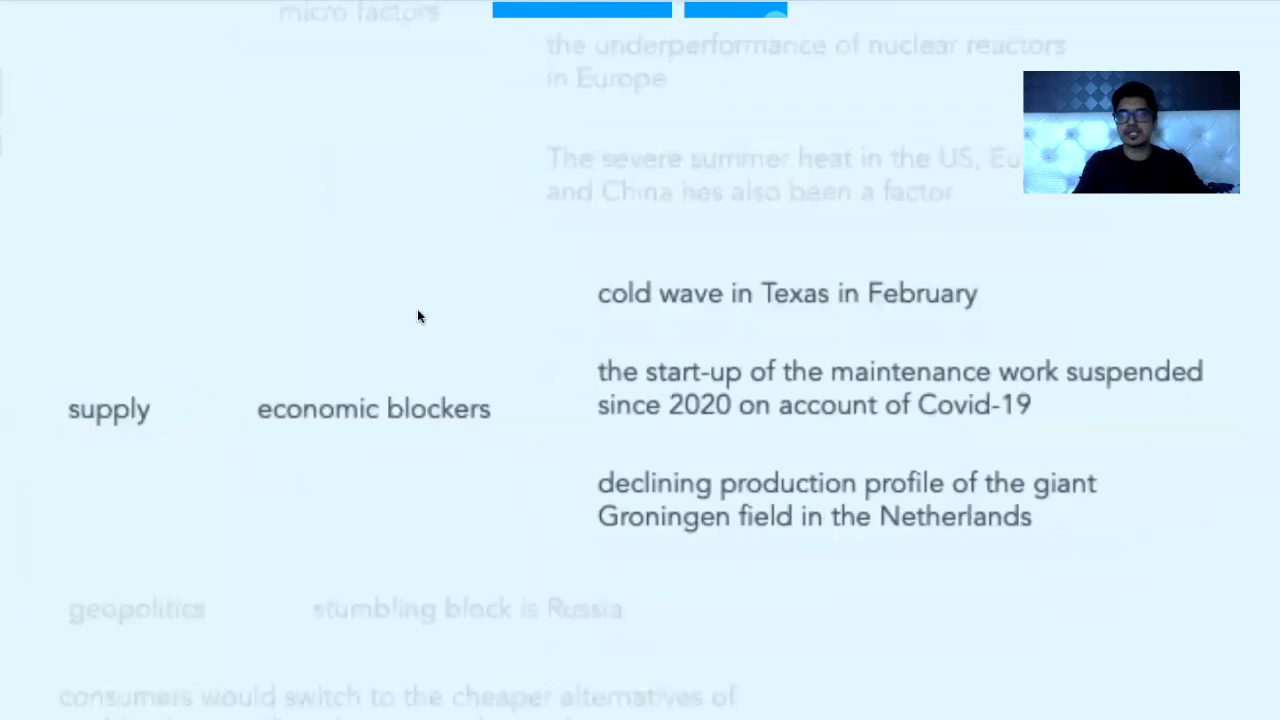 micro factors
the underperformance of nuclear reactors
in Europe
The severe summer heat in the US, Eu
and China has also been a factor
cold wave in Texas in February
the start-up of the maintenance work suspended
since 2020 on account of Covid-19
supply
economic blockers
declining production profile of the giant
Groningen field in the Netherlands
geopolitics
stumbling block is Russia
consumers would switch to the cheaper alternatives of